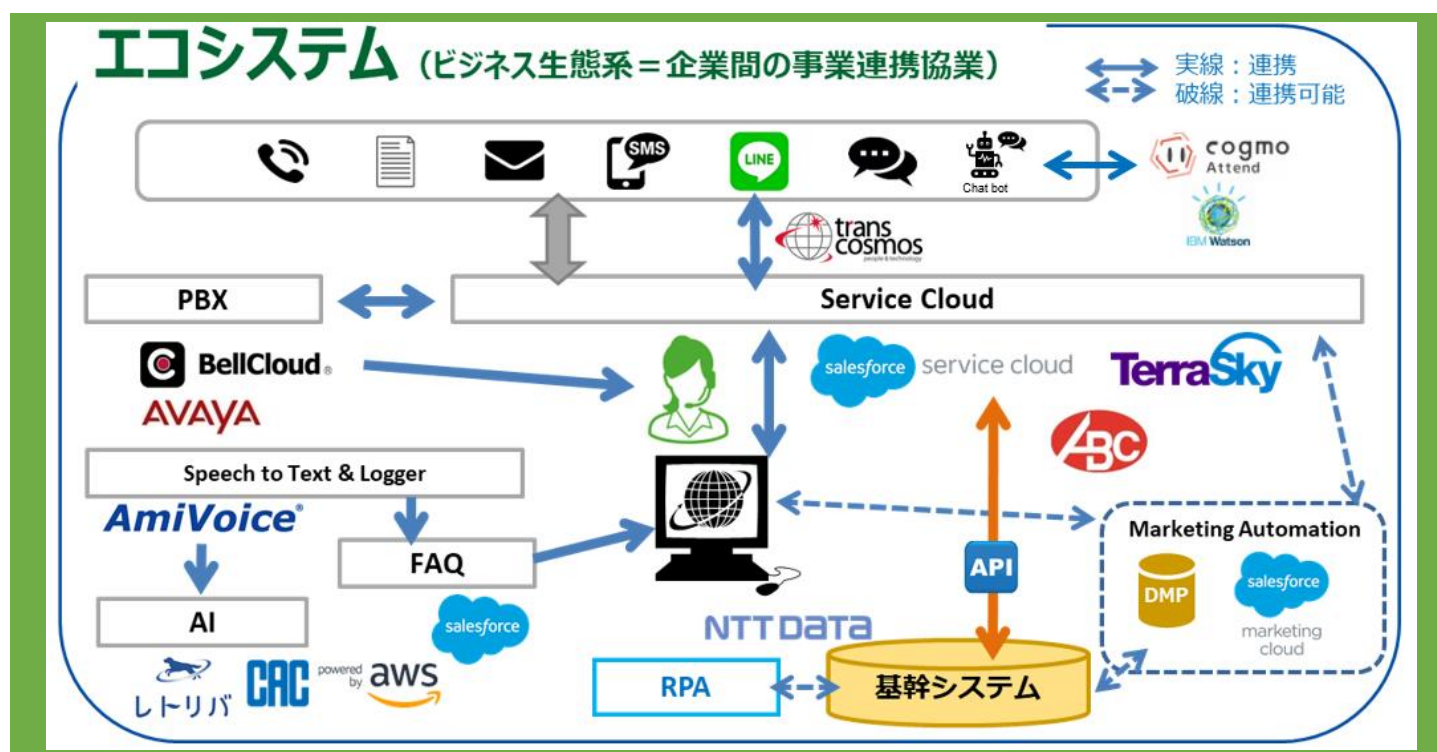 エコシステム（ビジネス生態系＝企業間の事業連携協業）
実線：連携
破線：連携可能
SMS
LINE
Chat bot
cogmo
Attend
IBM Watson
trans
cosmos
people & technology
PBX
Service Cloud
BellCloud®
AVAYA
salesforce service cloud
TerraSky
ABC
Speech to Text & Logger
AmiVoice®
FAQ
Marketing Automation
API
DMP
salesforce
marketing
cloud
AI
salesforce
NTT DATA
レトリバ
CAC
powered
by
aws
RPA
基幹システム